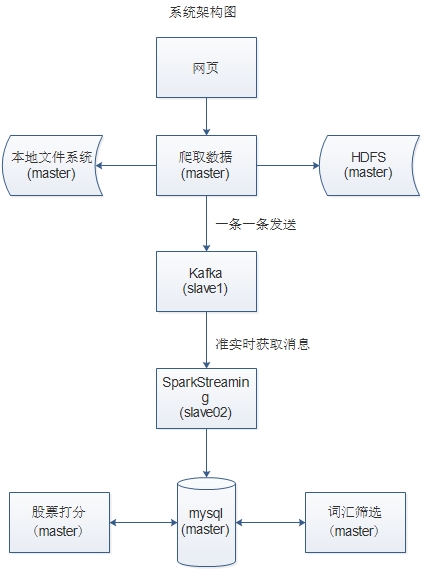 系统架构图
网页
本地文件系统
(master)
爬取数据
(master)
HDFS
(master)
一条一条发送
Kafka
(slave1)
准实时获取消息
SparkStreamin
g
(slave02)
股票打分
（master）
mysql
(master)
词汇筛选
（master）